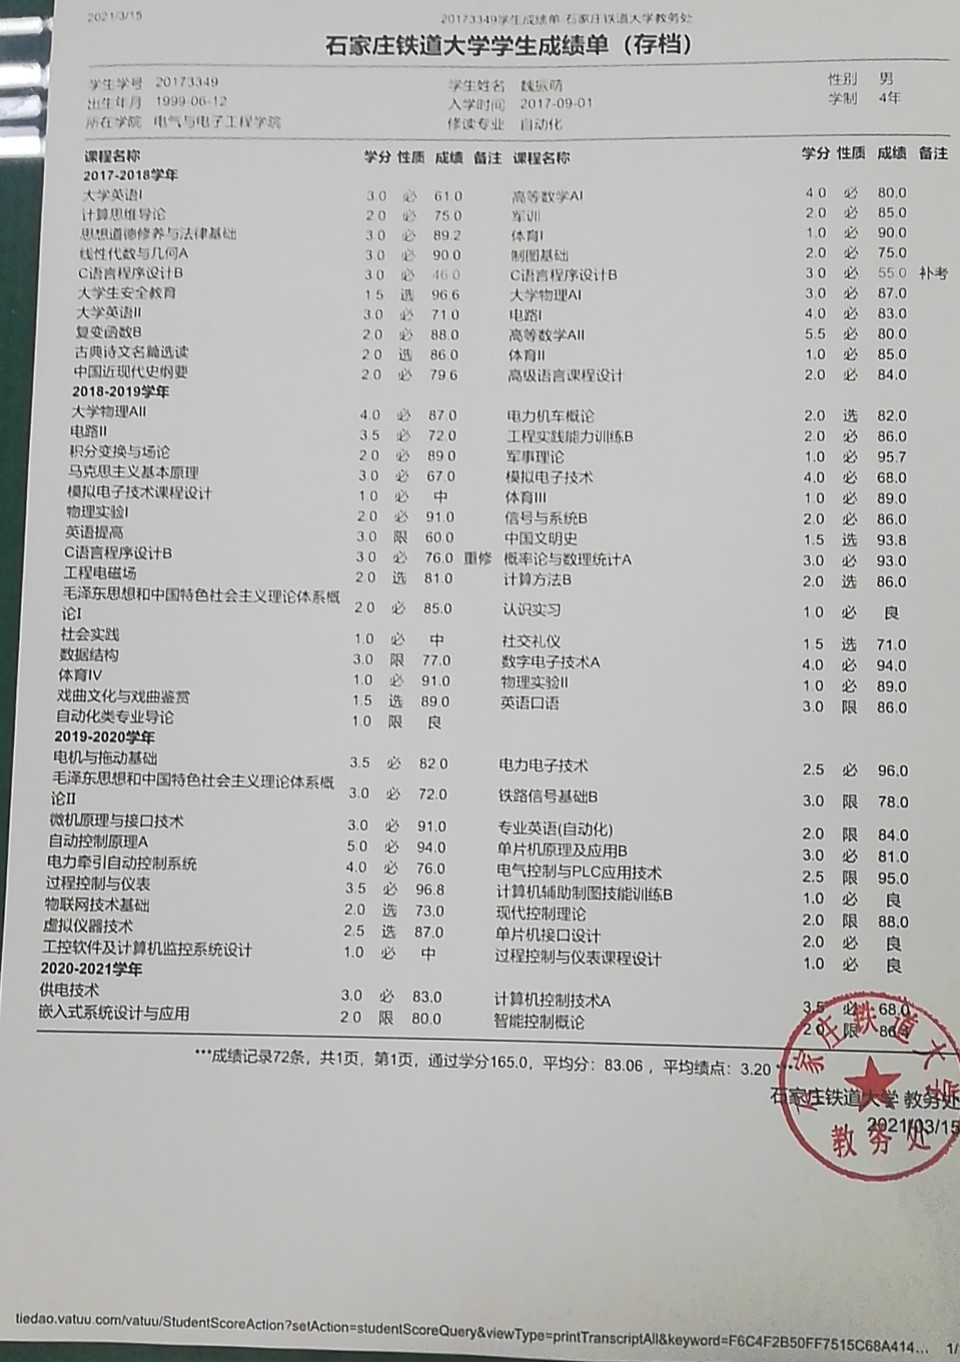 2021/3/15 20173349学生成绩单-石家庄铁道大学教务处
石家庄铁道大学学生成绩单（存档）
学生学号 20173349 学生姓名 魏振萌 性别 男
出生年月 1999-06-12 入学时间 2017-09-01 学制 4年
所在学院 电气与电子工程学院 修读专业 自动化
课程名称 学分 性质 成绩 备注 课程名称 学分 性质 成绩 备注
2017-2018学年
大学英语I 3.0 必 61.0 高等数学AI 4.0 必 80.0
计算思维导论 2.0 必 75.0 军训 2.0 必 85.0
思想道德修养与法律基础 3.0 必 89.2 体育I 1.0 必 90.0
线性代数与几何A 3.0 必 90.0 制图基础 2.0 必 75.0
C语言程序设计B 3.0 必 46.0 C语言程序设计B 3.0 必 55.0 补考
大学生安全教育 1.5 选 96.6 大学物理AI 3.0 必 87.0
大学英语II 3.0 必 71.0 电路I 4.0 必 83.0
复变函数B 2.0 必 88.0 高等数学AII 5.5 必 80.0
古典诗文名篇选读 2.0 选 86.0 体育II 1.0 必 85.0
中国近现代史纲要 2.0 必 79.6 高级语言课程设计 2.0 必 84.0
2018-2019学年
大学物理AII 4.0 必 87.0 电力机车概论 2.0 选 82.0
电路II 3.5 必 72.0 工程实践能力训练B 2.0 必 86.0
积分变换与场论 2.0 必 89.0 军事理论 1.0 必 95.7
马克思主义基本原理 3.0 必 67.0 模拟电子技术 4.0 必 68.0
模拟电子技术课程设计 1.0 必 中 体育III 1.0 必 89.0
物理实验I 2.0 必 91.0 信号与系统B 2.0 必 86.0
英语提高 3.0 限 60.0 中国文明史 1.5 选 93.8
C语言程序设计B 3.0 必 76.0 重修 概率论与数理统计A 3.0 必 93.0
工程电磁场 2.0 选 81.0 计算方法B 2.0 选 86.0
毛泽东思想和中国特色社会主义理论体系概
论I 2.0 必 85.0 认识实习 1.0 必 良
社会实践 1.0 必 中 社交礼仪 1.5 选 71.0
数据结构 3.0 限 77.0 数字电子技术A 4.0 必 94.0
体育IV 1.0 必 91.0 物理实验II 1.0 必 89.0
戏曲文化与戏曲鉴赏 1.5 选 89.0 英语口语 3.0 限 86.0
自动化类专业导论 1.0 限 良
2019-2020学年
电机与拖动基础 3.5 必 82.0 电力电子技术 2.5 必 96.0
毛泽东思想和中国特色社会主义理论体系概
论II 3.0 必 72.0 铁路信号基础B 3.0 限 78.0
微机原理与接口技术 3.0 必 91.0 专业英语(自动化) 2.0 限 84.0
自动控制原理A 5.0 必 94.0 单片机原理及应用B 3.0 必 81.0
电力牵引自动控制系统 4.0 必 76.0 电气控制与PLC应用技术 2.5 限 95.0
过程控制与仪表 3.5 必 96.8 计算机辅助制图技能训练B 1.0 必 良
物联网技术基础 2.0 选 73.0 现代控制理论 2.0 限 88.0
虚拟仪器技术 2.5 选 87.0 单片机接口设计 2.0 必 良
工控软件及计算机监控系统设计 1.0 必 中 过程控制与仪表课程设计 1.0 必 良
2020-2021学年
供电技术 3.0 必 83.0 计算机控制技术A 3.5 必 68.0
嵌入式系统设计与应用 2.0 限 80.0 智能控制概论 2.0 限
***成绩记录72条，共1页，第1页，通过学分165.0，平均分：83.06 ，平均绩点：3.20 ***
石家庄铁道大学 教务处
2021/03/15
石家庄铁道大学
教务处
tiedao.vatuu.com/vatuu/StudentScoreAction?setAction=studentScoreQuery&viewType=printTranscriptAll&keyword=F6C4F2B50FF7515C68A414... 1/